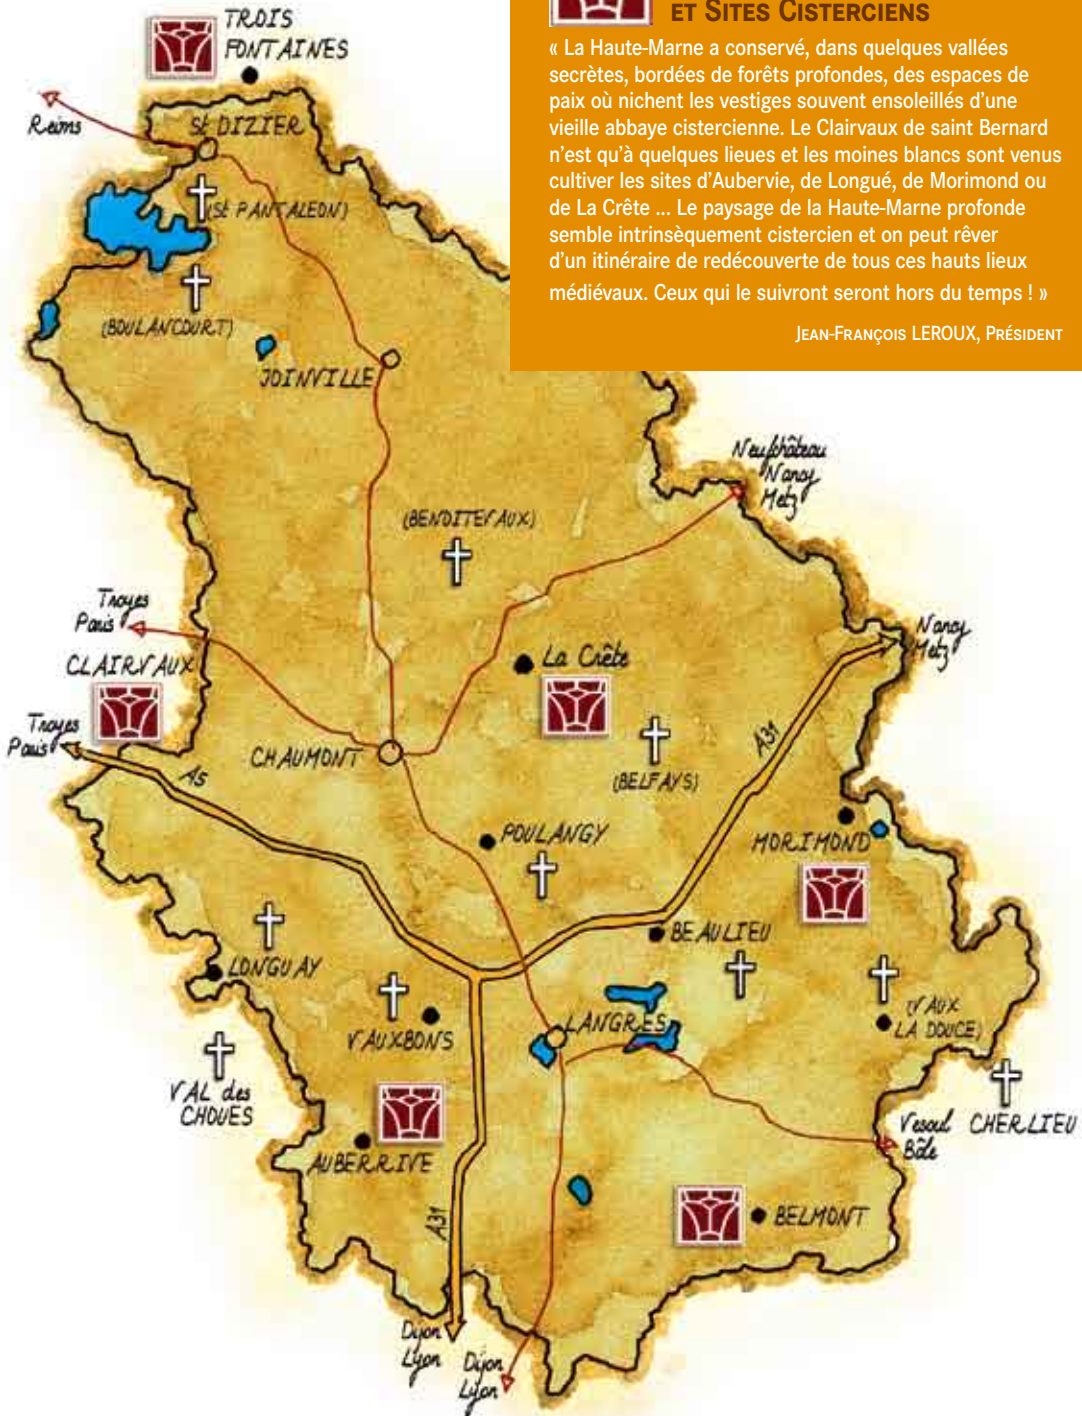 ET SITES CISTERCIENS
« La Haute-Marne a conservé, dans quelques vallées
secrètes, bordées de forêts profondes, des espaces de
paix où nichent les vestiges souvent ensoleillés d'une
vieille abbaye cistercienne. Le Clairvaux de saint Bernard
n'est qu'à quelques lieues et les moines blancs sont venus
cultiver les sites d'Aubervie, de Longué, de Morimond ou
de La Crête ... Le paysage de la Haute-Marne profonde
semble intrinsèquement cistercien et on peut rêver
d'un itinéraire de redécouverte de tous ces hauts lieux
médiévaux. Ceux qui le suivront seront hors du temps ! »
JEAN-FRANÇOIS LEROUX, PRÉSIDENT
TROIS
FONTAINES
Reims
St DIZIER
(St PANTALEON)
(BOULANCOURT)
JOINVILLE
Neufchâteau
Nancy
Metz
(BENDITEVAUX)
Troyes
Paris
Nancy
Metz
CLAIRVAUX
La Crête
Troyes
Paris
A5
CHAUMONT
A31
(BELFAYS)
POULANGY
MORIMOND
BEAULIEU
LONGUAY
(VAUX
LA DOUCE)
VAUXBONS
LANGRES
VAL des
CHOUES
Vesoul
Bâle
CHERLIEU
AUBERRIVE
A31
BELMONT
Dijon
Lyon
Dijon
Lyon